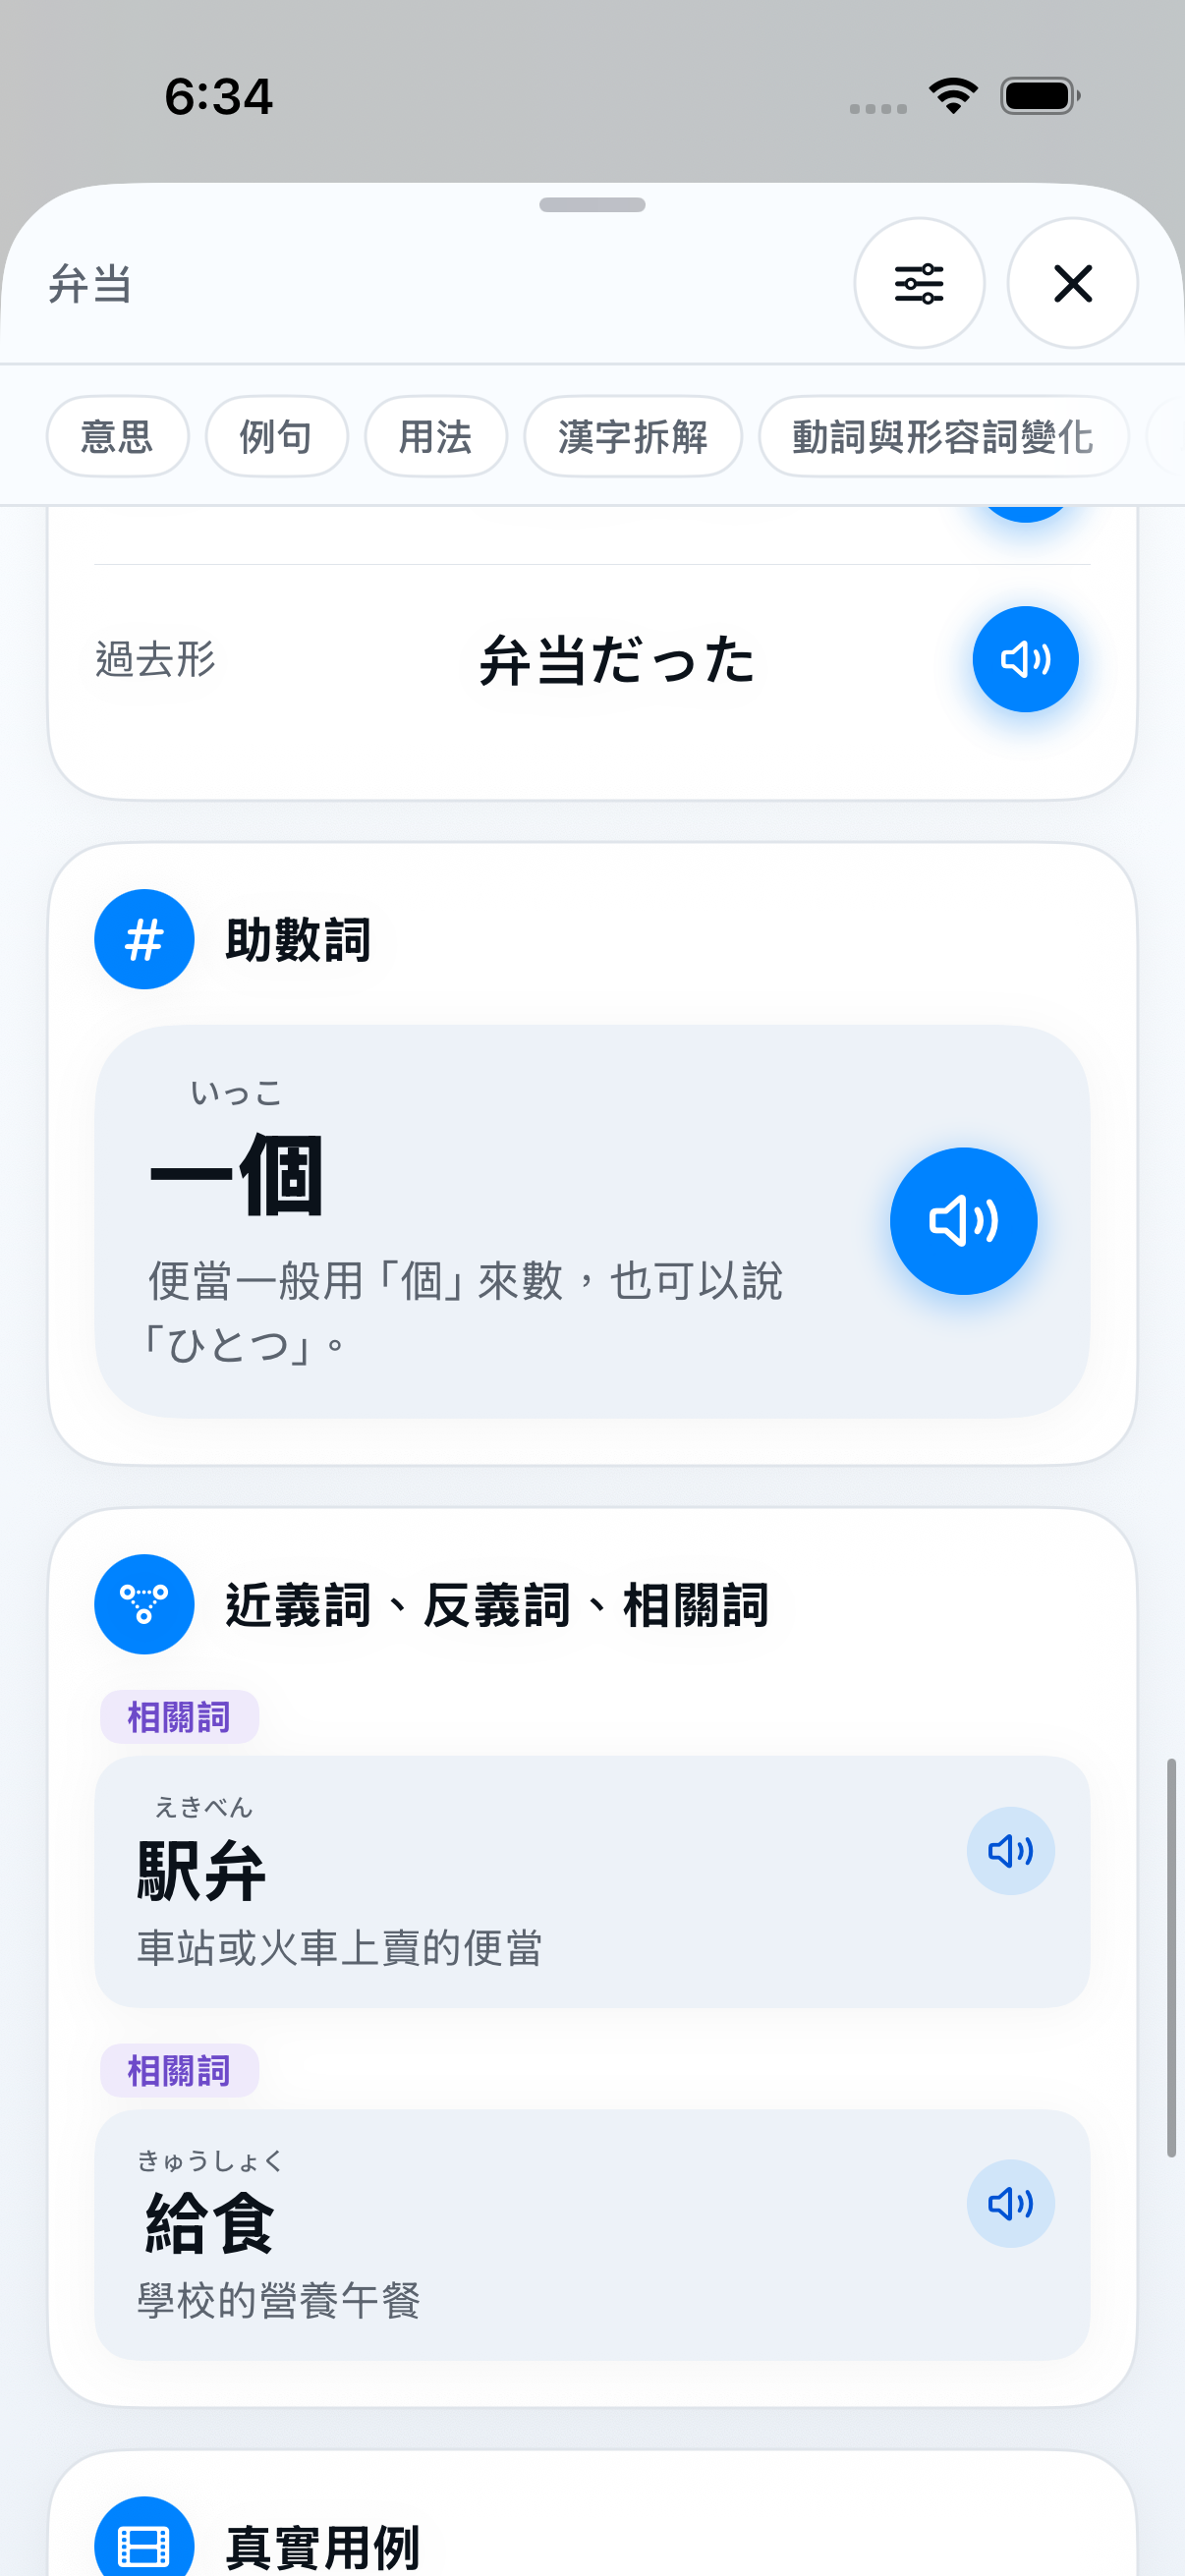 6:34
弁当
意思
例句
用法
漢字拆解
動詞與形容詞變化
過去形
弁当だった
助數詞
いっこ
一個
便當一般用「個」來數，也可以說
「ひとつ」。
近義詞、反義詞、相關詞
相關詞
えきべん
駅弁
車站或火車上賣的便當
相關詞
きゅうしょく
給食
學校的營養午餐
真實用例